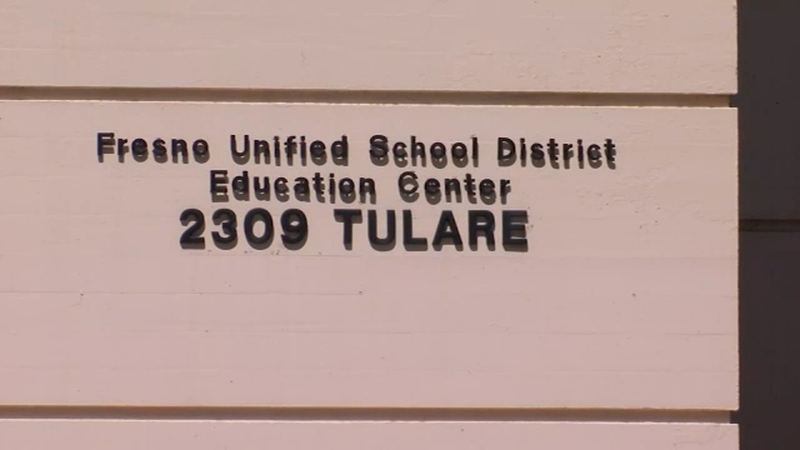 Fresno Unified School District
Education Center
2309 TULARE